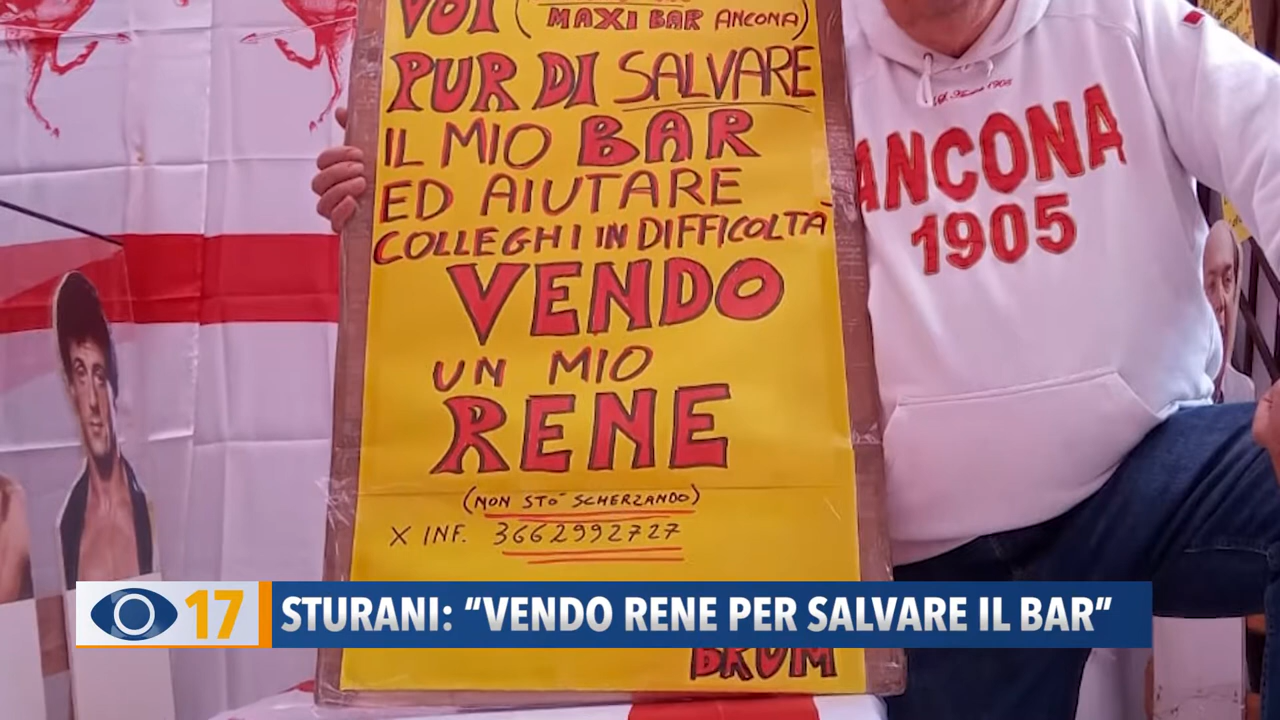 VOI (
MAXI BAR ANCONA)
PUR DI SALVARE
IL MIO BAR
ED AIUTARE
COLLEGHI IN DIFFICOLTÀ
VENDO
UN MIO
RENE
(NON STO' SCHERZANDO)
X INF. 3662992727
BRUM
ANCONA
1905
17
STURANI: “VENDO RENE PER SALVARE IL BAR”